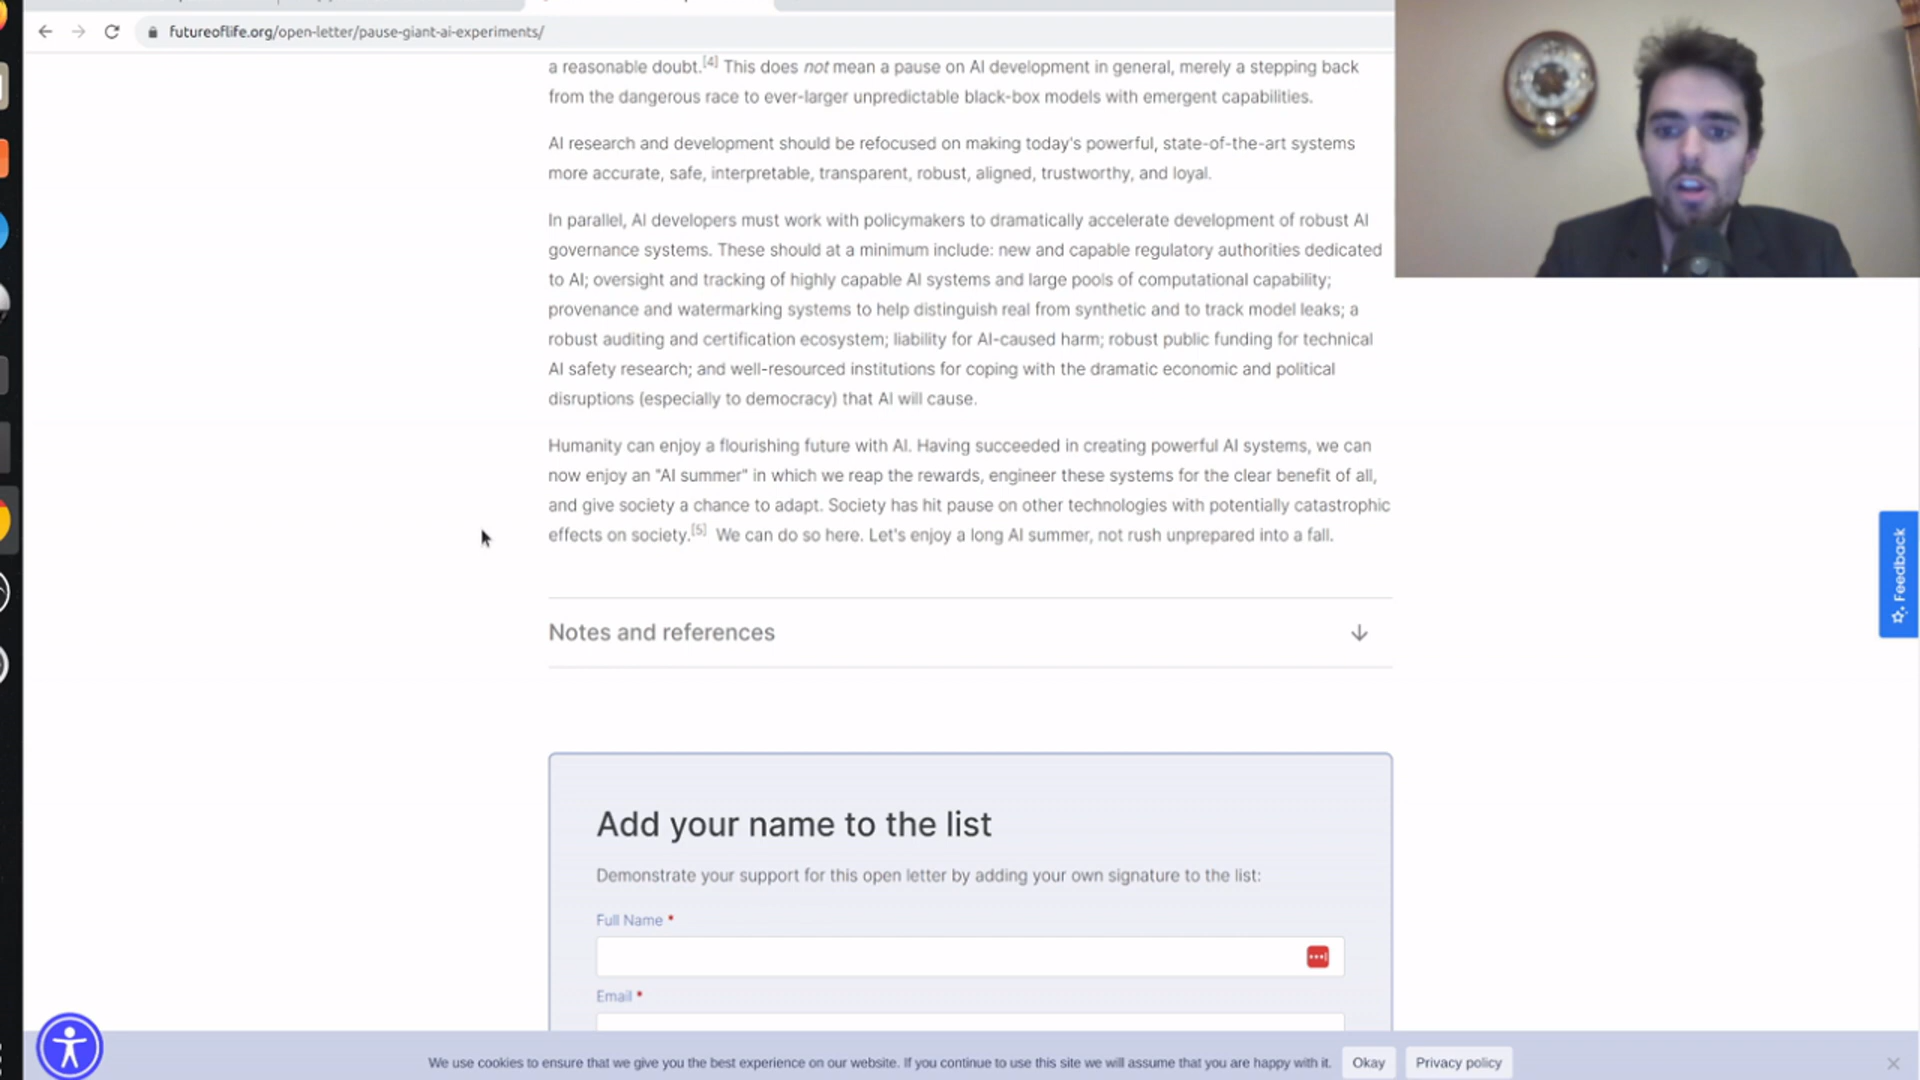 futureoflife.org/open-letter/pause-giant-ai-experiments/
a reasonable doubt.[4] This does not mean a pause on AI development in general, merely a stepping back
from the dangerous race to ever-larger unpredictable black-box models with emergent capabilities.
AI research and development should be refocused on making today's powerful, state-of-the-art systems
more accurate, safe, interpretable, transparent, robust, aligned, trustworthy, and loyal.
In parallel, AI developers must work with policymakers to dramatically accelerate development of robust AI
governance systems. These should at a minimum include: new and capable regulatory authorities dedicated
to AI; oversight and tracking of highly capable AI systems and large pools of computational capability;
provenance and watermarking systems to help distinguish real from synthetic and to track model leaks; a
robust auditing and certification ecosystem; liability for AI-caused harm; robust public funding for technical
AI safety research; and well-resourced institutions for coping with the dramatic economic and political
disruptions (especially to democracy) that AI will cause.
Humanity can enjoy a flourishing future with AI. Having succeeded in creating powerful AI systems, we can
now enjoy an "AI summer" in which we reap the rewards, engineer these systems for the clear benefit of all,
and give society a chance to adapt. Society has hit pause on other technologies with potentially catastrophic
effects on society.[5] We can do so here. Let's enjoy a long AI summer, not rush unprepared into a fall.
Feedback
Notes and references
Add your name to the list
Demonstrate your support for this open letter by adding your own signature to the list:
Full Name *
Email *
We use cookies to ensure that we give you the best experience on our website. If you continue to use this site we will assume that you are happy with it. Okay Privacy policy